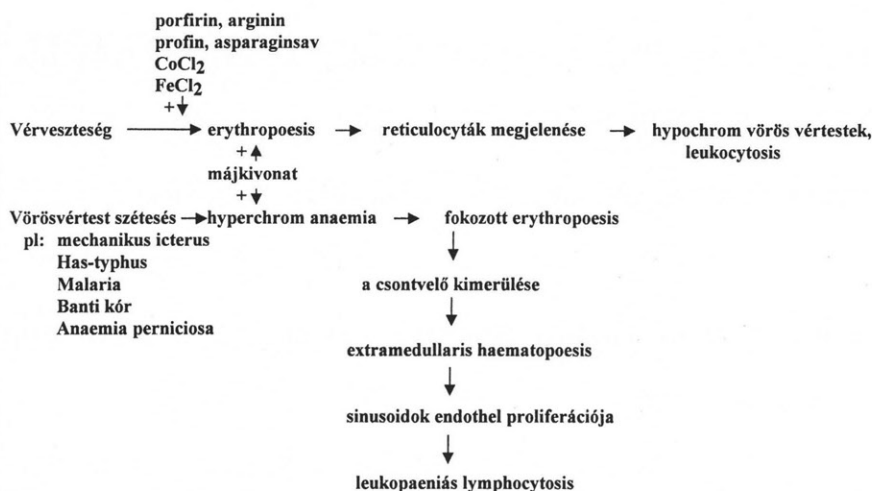 porfirin, arginin
profin, asparaginsav
CoCl2
FeCl2
+
Vérveszteség → erythropoesis → reticulocyták megjelenése → hypochrom vörös vértestek,
leukocytosis
+
májkivonat
+
Vörösvértest szétesés → hyperchrom anaemia → fokozott erythropoesis
pl: mechanikus icterus
Has-typhus
Malaria
Banti kór
Anaemia perniciosa
a csontvelő kimerülése
extramedullaris haematopoesis
sinusoidok endothel proliferációja
leukopaeniás lymphocytosis